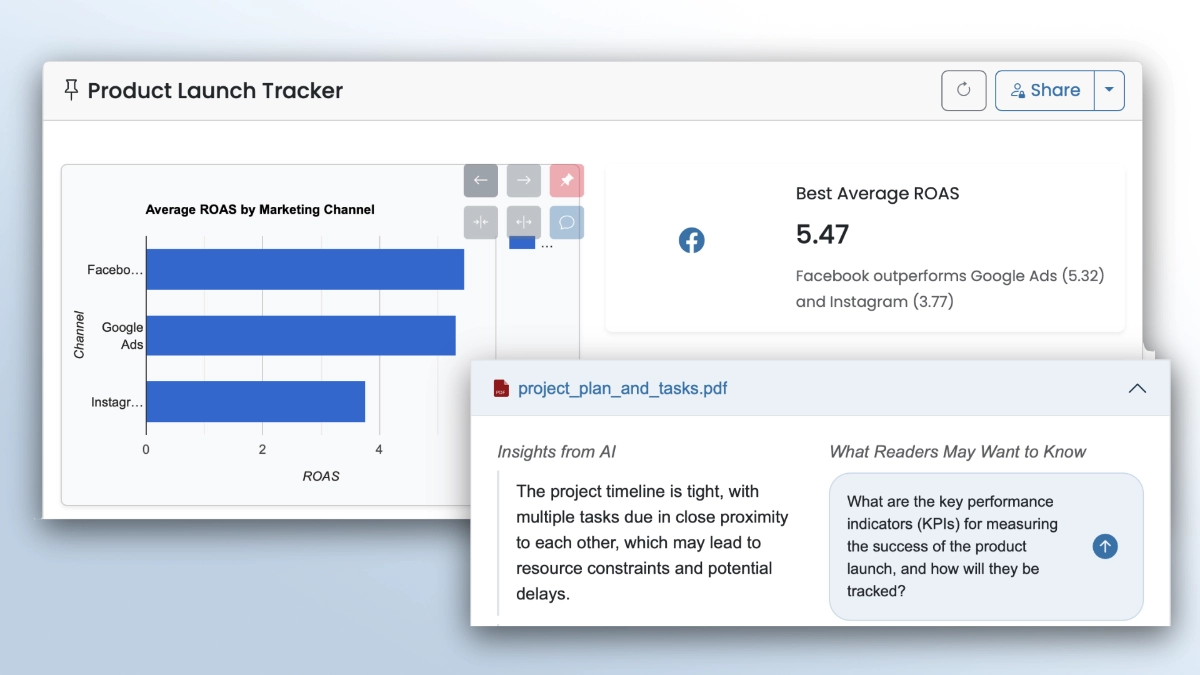 Product Launch Tracker
Share
Average ROAS by Marketing Channel
...
Facebo...
Google
Ads
Instagr...
Channel
0 2 4
ROAS
Best Average ROAS
5.47
Facebook outperforms Google Ads (5.32)
and Instagram (3.77)
project_plan_and_tasks.pdf
Insights from AI
The project timeline is tight, with
multiple tasks due in close proximity
to each other, which may lead to
resource constraints and potential
delays.
What Readers May Want to Know
What are the key performance
indicators (KPIs) for measuring
the success of the product
launch, and how will they be
tracked?